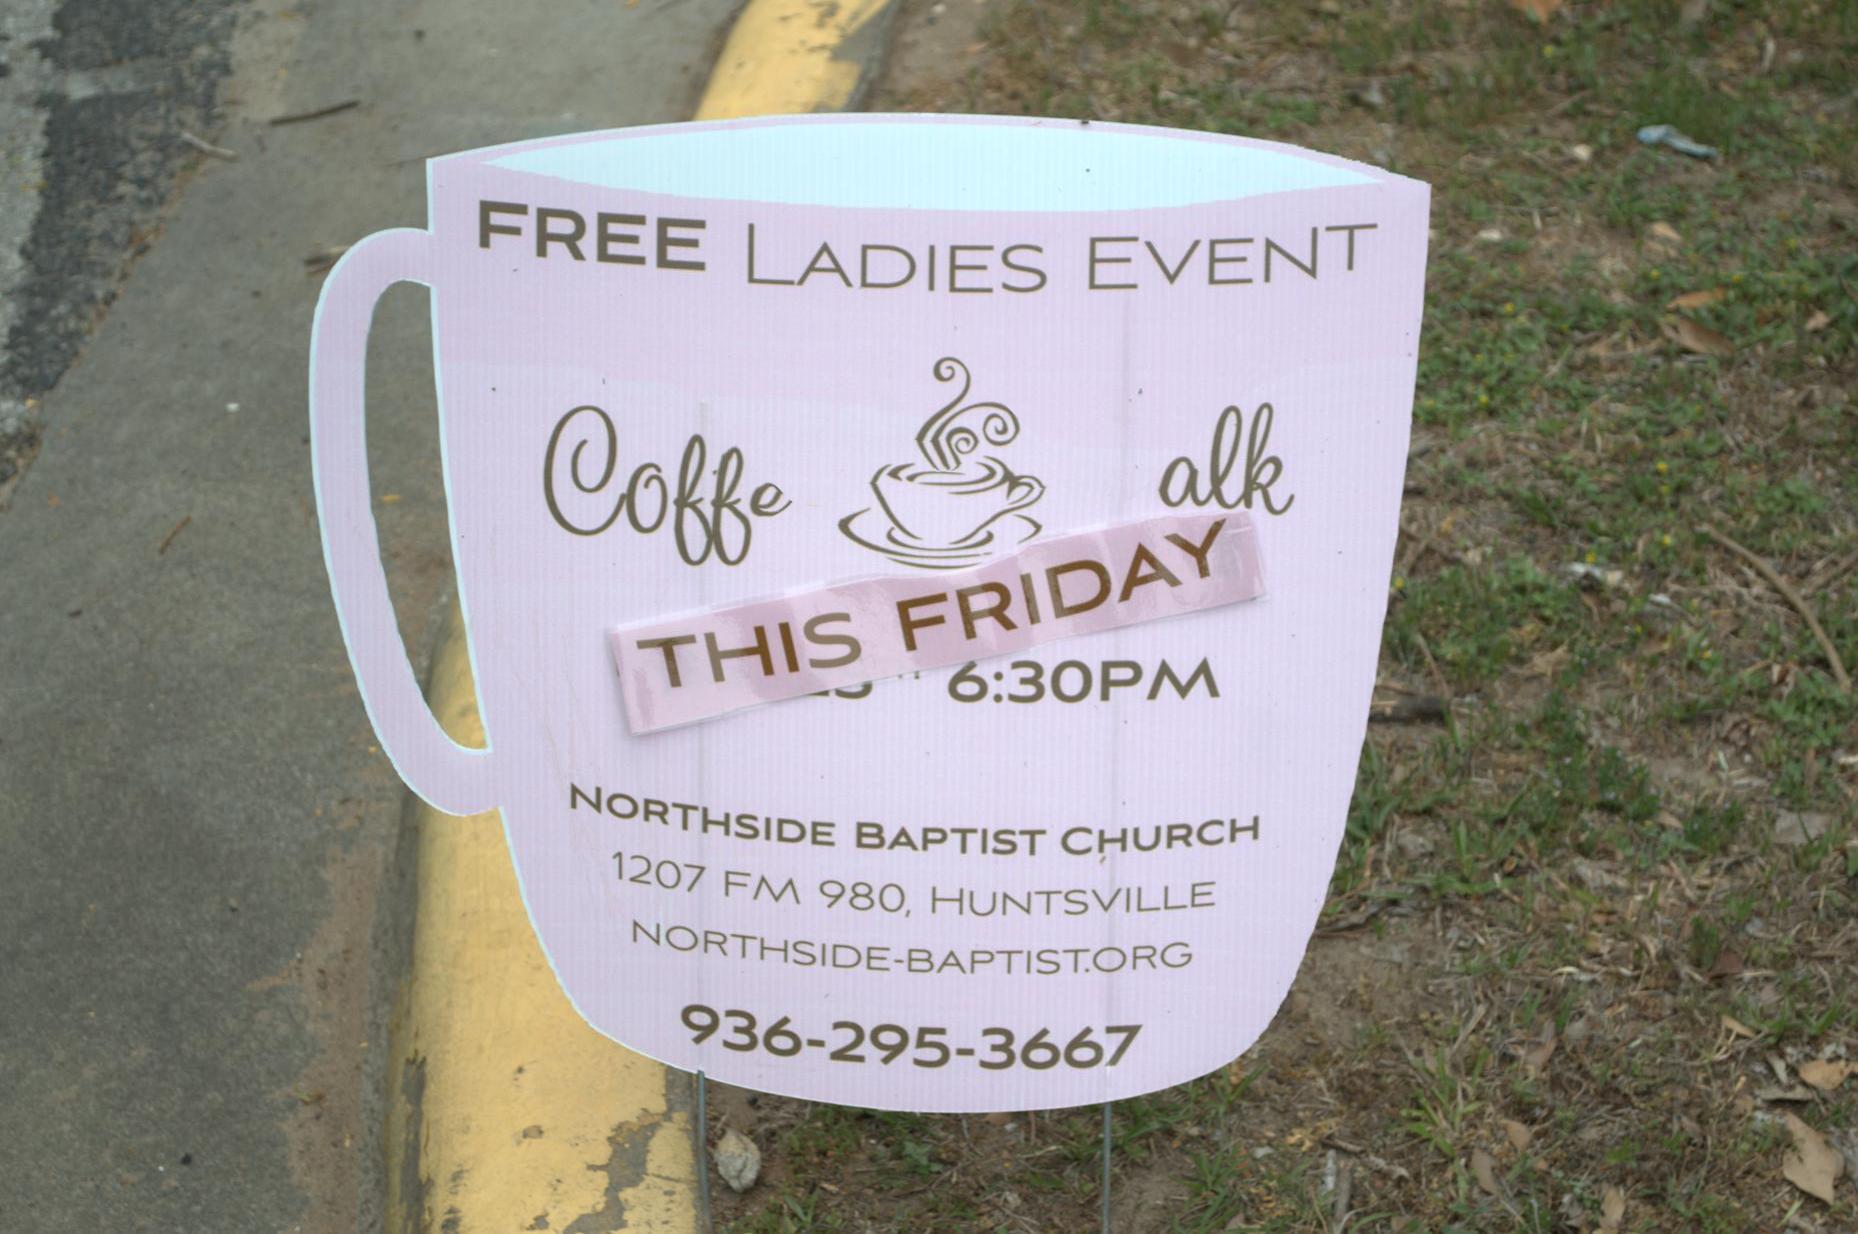 FREE LADIES EVENT
Coffe alk
THIS FRIDAY
6:30PM
NORTHSIDE BAPTIST CHURCH
1207 FM 980, HUNTSVILLE
NORTHSIDE-BAPTIST.ORG
936-295-3667